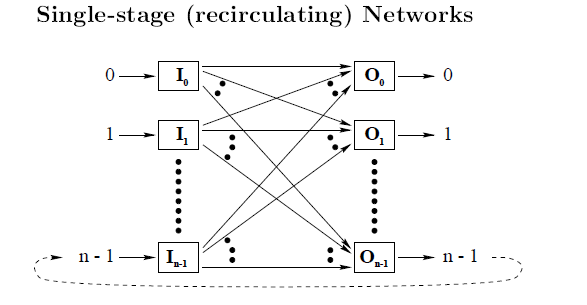 Single-stage (recirculating) Networks
0 I0 O0 0
1 I1 O1 1
n - 1 In-1 On-1 n - 1